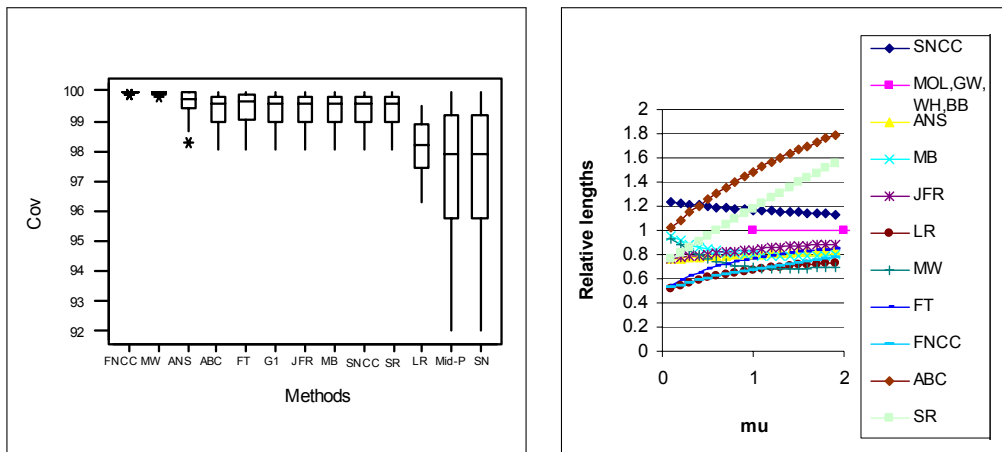 100
99
98
97
96
95
94
93
92
Cov
FNCC MW ANS ABC FT G1 JFR MB SNCC SR LR Mid-P SN
Methods
2
1.8
1.6
1.4
1.2
1
0.8
0.6
0.4
0.2
0
Relative lengths
0 1 2
mu
SNCC
MOL,GW,
WH,BB
ANS
MB
JFR
LR
MW
FT
FNCC
ABC
SR